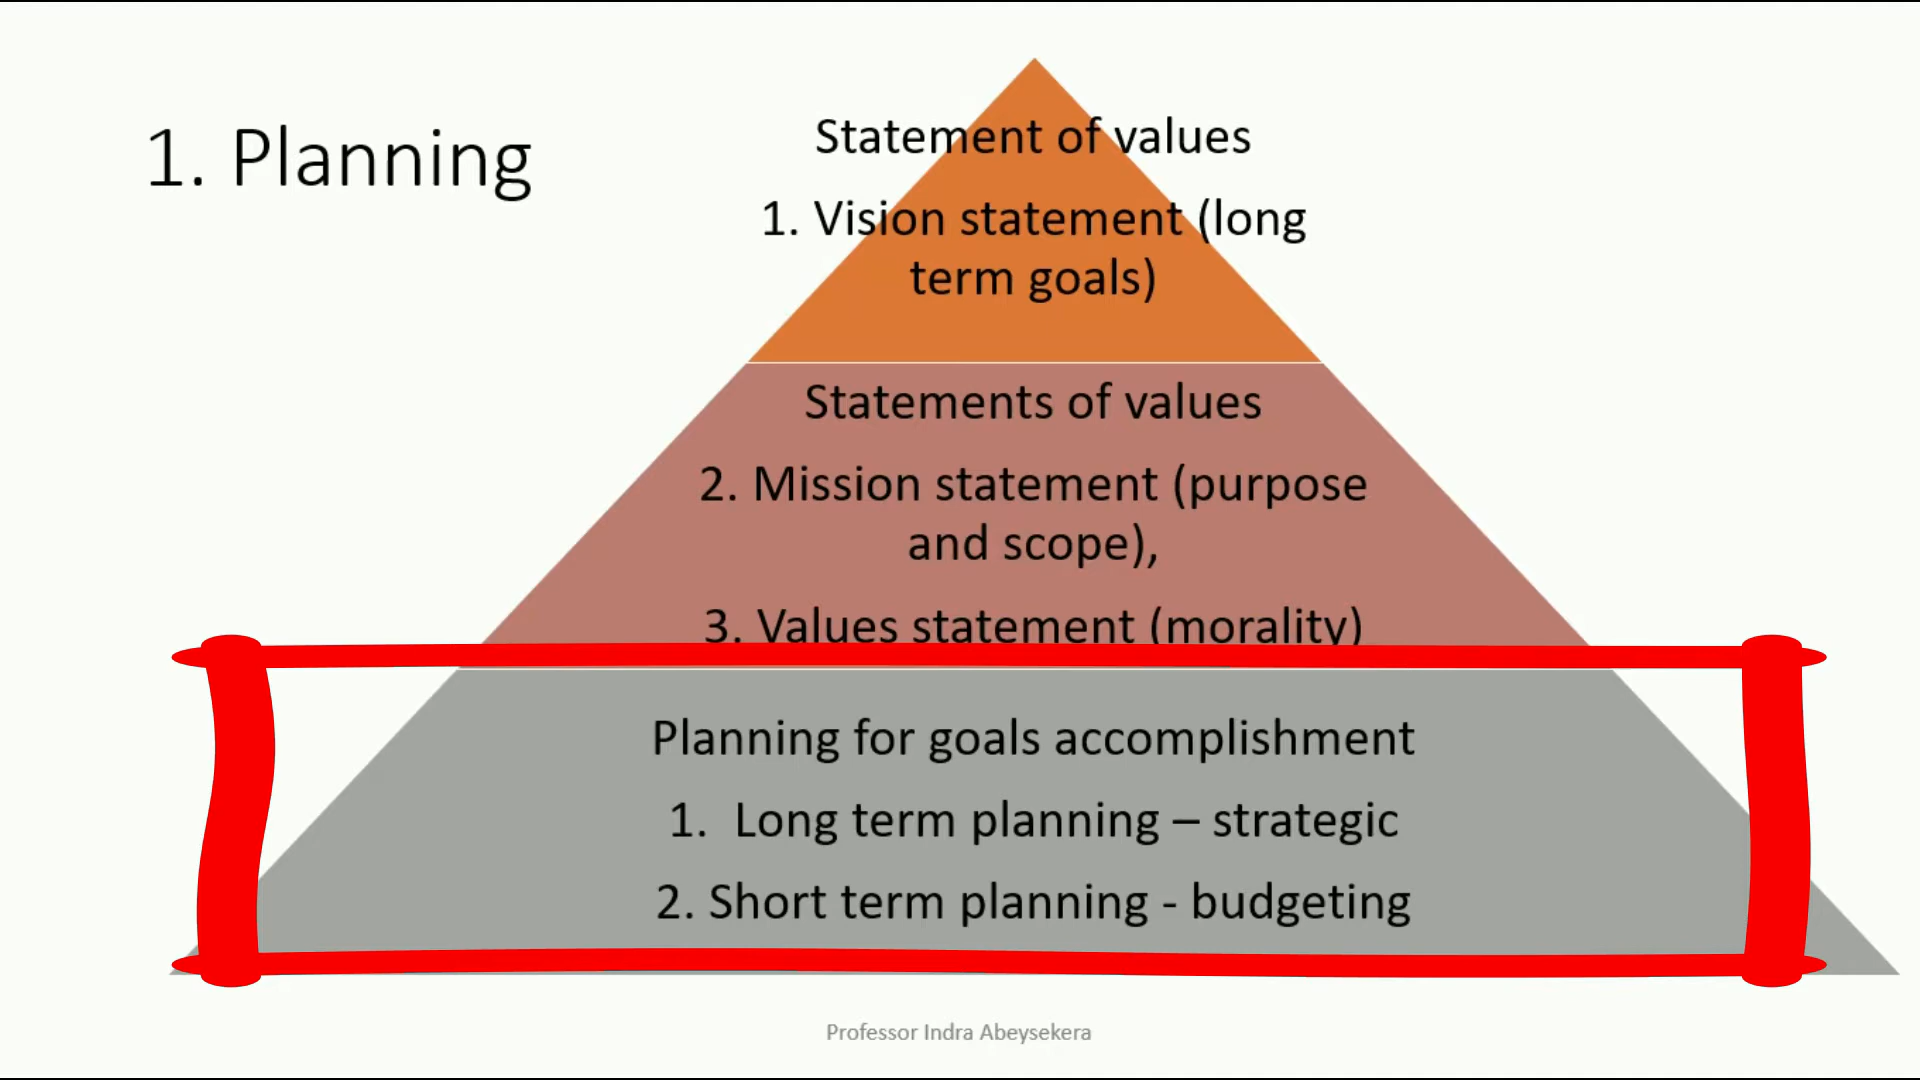 1. Planning
Statement of values
1. Vision statement (long
term goals)
Statements of values
2. Mission statement (purpose
and scope),
3. Values statement (morality)
Planning for goals accomplishment
1. Long term planning – strategic
2. Short term planning - budgeting
Professor Indra Abeysekera